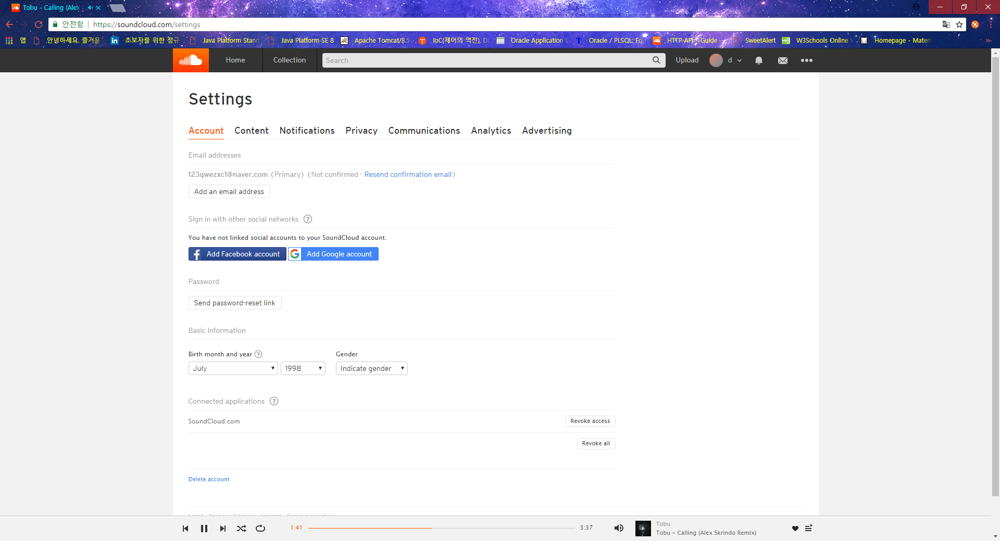 Tobu - Calling (Alex
안전함 https://soundcloud.com/settings
앱 .안녕하세요. 즐거운 초보자를 위한 정규 Java Platform Stand Java Platform SE 8 Apache Tomcat/8.5 IoC(제어의 역전), D Oracle Application Oracle / PLSQL: HTTP API - Guide SweetAlert W3Schools Online Homepage - Materi
Home Collection Search Upload d
Settings
Account Content Notifications Privacy Communications Analytics Advertising
Email addresses
123qwezxc1@naver.com (Primary) (Not confirmed - Resend confirmation email)
Add an email address
Sign in with other social networks ?
You have not linked social accounts to your SoundCloud account.
Add Facebook account Add Google account
Password
Send password-reset link
Basic information
Birth month and year ? Gender
July 1998 Indicate gender
Connected applications ?
SoundCloud.com Revoke access
Revoke all
Delete account
Legal Privacy Cookies Imprint Popular searches
1:41 3:37
Tobu
Tobu - Calling (Alex Skrindo Remix)